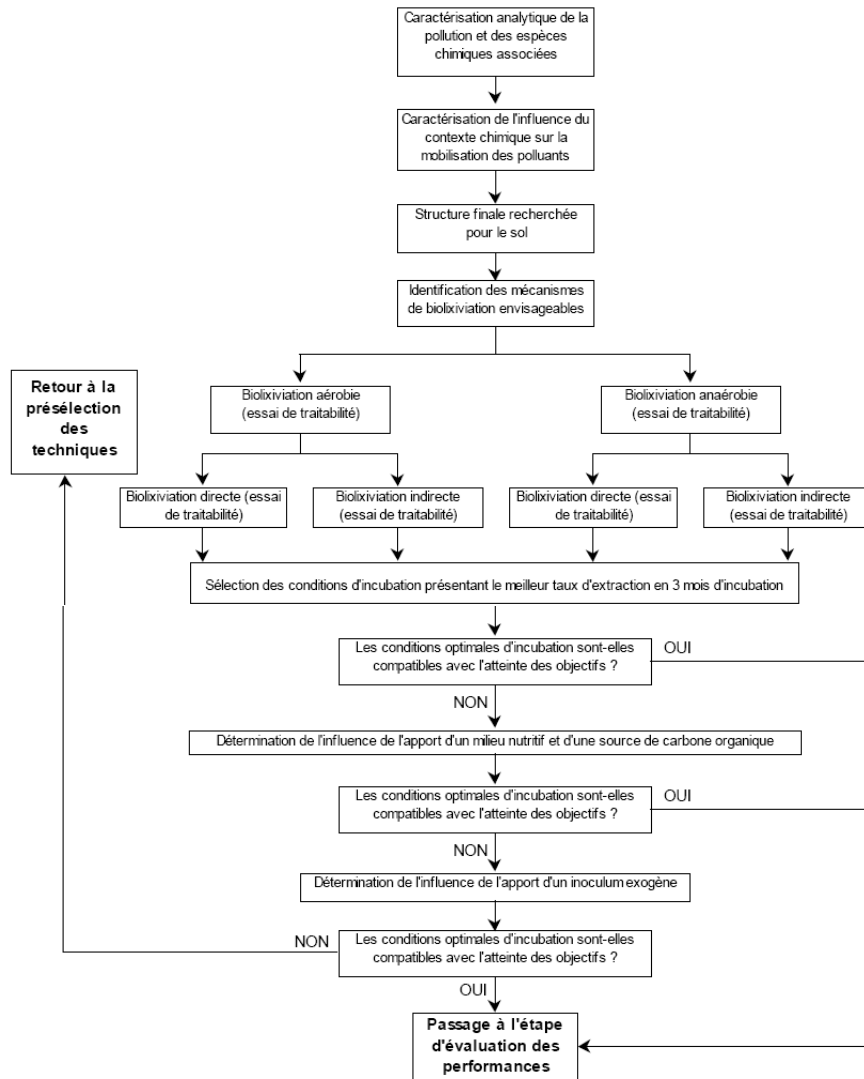 Caractérisation analytique de la
pollution et des espèces
chimiques associées
Caractérisation de l'influence du
contexte chimique sur la
mobilisation des polluants
Structure finale recherchée
pour le sol
Identification des mécanismes
de biolixiviation envisageables
Retour à la
présélection
des
techniques
Biolixiviation aérobie
(essai de traitabilité)
Biolixiviation anaérobie
(essai de traitabilité)
Biolixiviation directe (essai
de traitabilité)
Biolixiviation indirecte
(essai de traitabilité)
Biolixiviation directe (essai
de traitabilité)
Biolixiviation indirecte
(essai de traitabilité)
Sélection des conditions d'incubation présentant le meilleur taux d'extraction en 3 mois d'incubation
Les conditions optimales d'incubation sont-elles
compatibles avec l'atteinte des objectifs ?
OUI
NON
Détermination de l'influence de l'apport d'un milieu nutritif et d'une source de carbone organique
Les conditions optimales d'incubation sont-elles
compatibles avec l'atteinte des objectifs ?
OUI
NON
Détermination de l'influence de l'apport d'un inoculum exogène
NON
Les conditions optimales d'incubation sont-elles
compatibles avec l'atteinte des objectifs ?
OUI
Passage à l'étape
d'évaluation des
performances